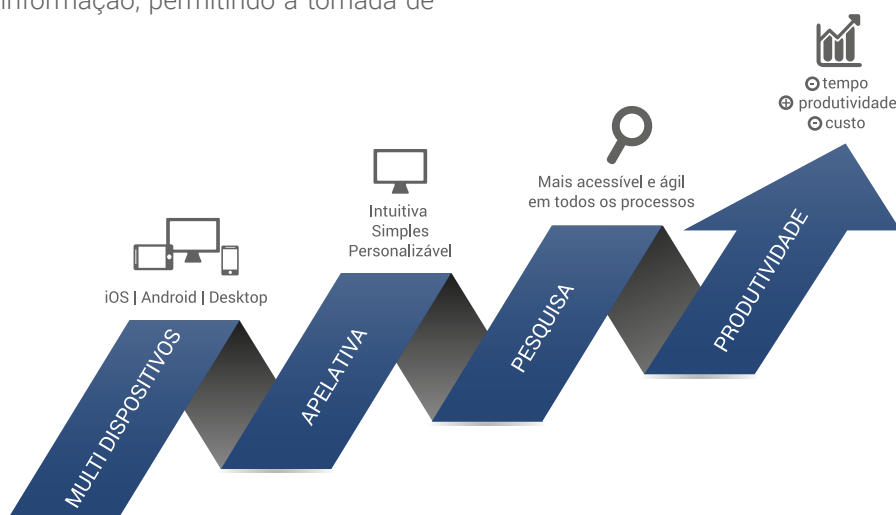 informação, permitindo a tomada de
tempo
produtividade
custo
Mais acessível e ágil
em todos os processos
Intuitiva
Simples
Personalizável
iOS | Android | Desktop
MULTI DISPOSITIVOS
APELATIVA
PESQUISA
PRODUTIVIDADE